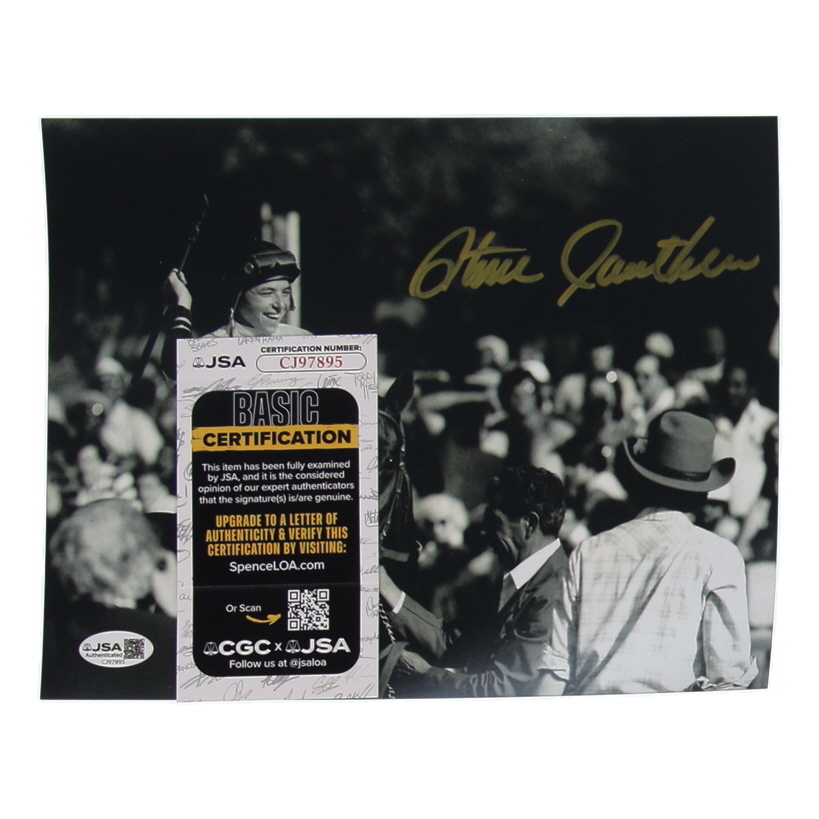 Steve Cauthen
JSA
CERTIFICATION NUMBER:
CJ97895
BASIC
CERTIFICATION
This item has been fully examined
by JSA, and it is the considered
opinion of our expert authenticators
that the signature(s) is/are genuine.
UPGRADE TO A LETTER OF
AUTHENTICITY & VERIFY THIS
CERTIFICATION BY VISITING:
SpenceLOA.com
Or Scan
CGC x JSA
Follow us at @jsaloa
JSA
Authenticated
CJ97895